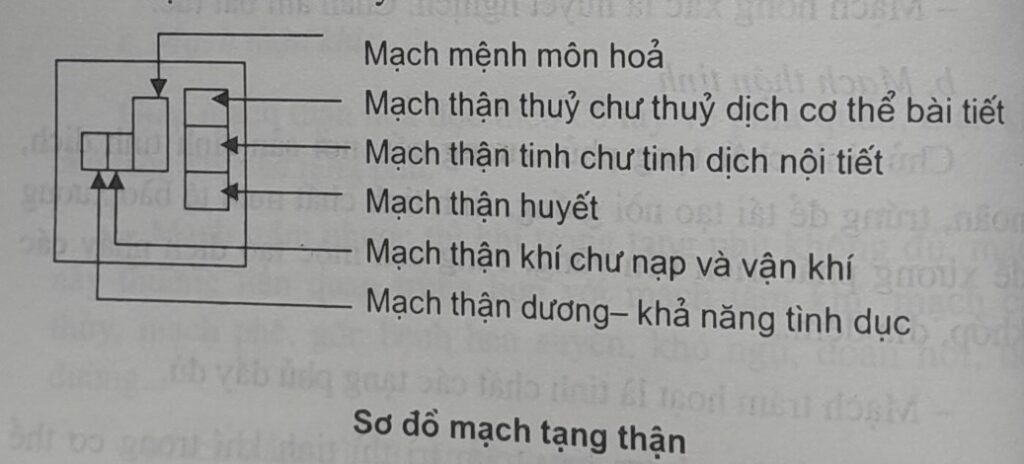 Mạch mệnh môn hoả
Mạch thận thuỷ chư thuỷ dịch cơ thể bài tiết
Mạch thận tinh chư tinh dịch nội tiết
Mạch thận huyết
Mạch thận khí chư nạp và vận khí
Mạch thận dương– khả năng tình dục
Sơ đồ mạch tạng thận